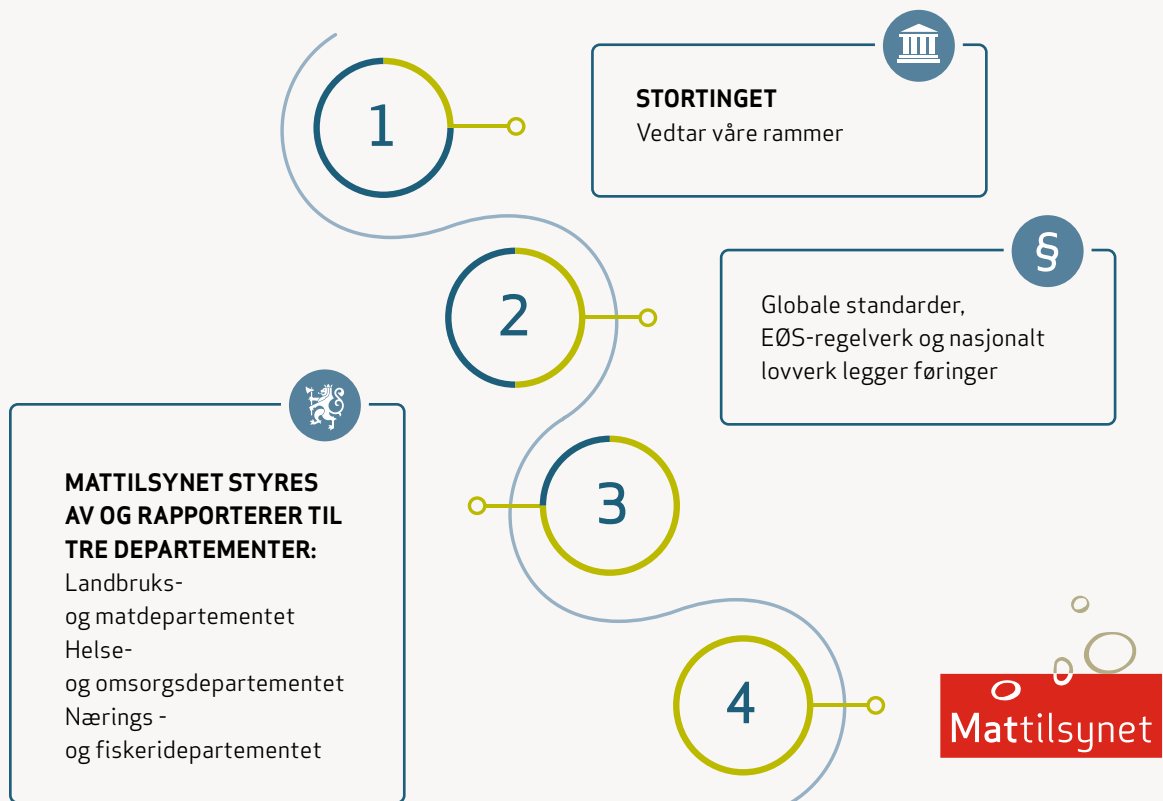 1
STORTINGET
Vedtar våre rammer
2
§
Globale standarder,
EØS-regelverk og nasjonalt
lovverk legger føringer
3
MATTILSYNET STYRES
AV OG RAPPORTERER TIL
TRE DEPARTEMENTER:
Landbruks-
og matdepartementet
Helse-
og omsorgsdepartementet
Nærings -
og fiskeridepartementet
4
Mattilsynet